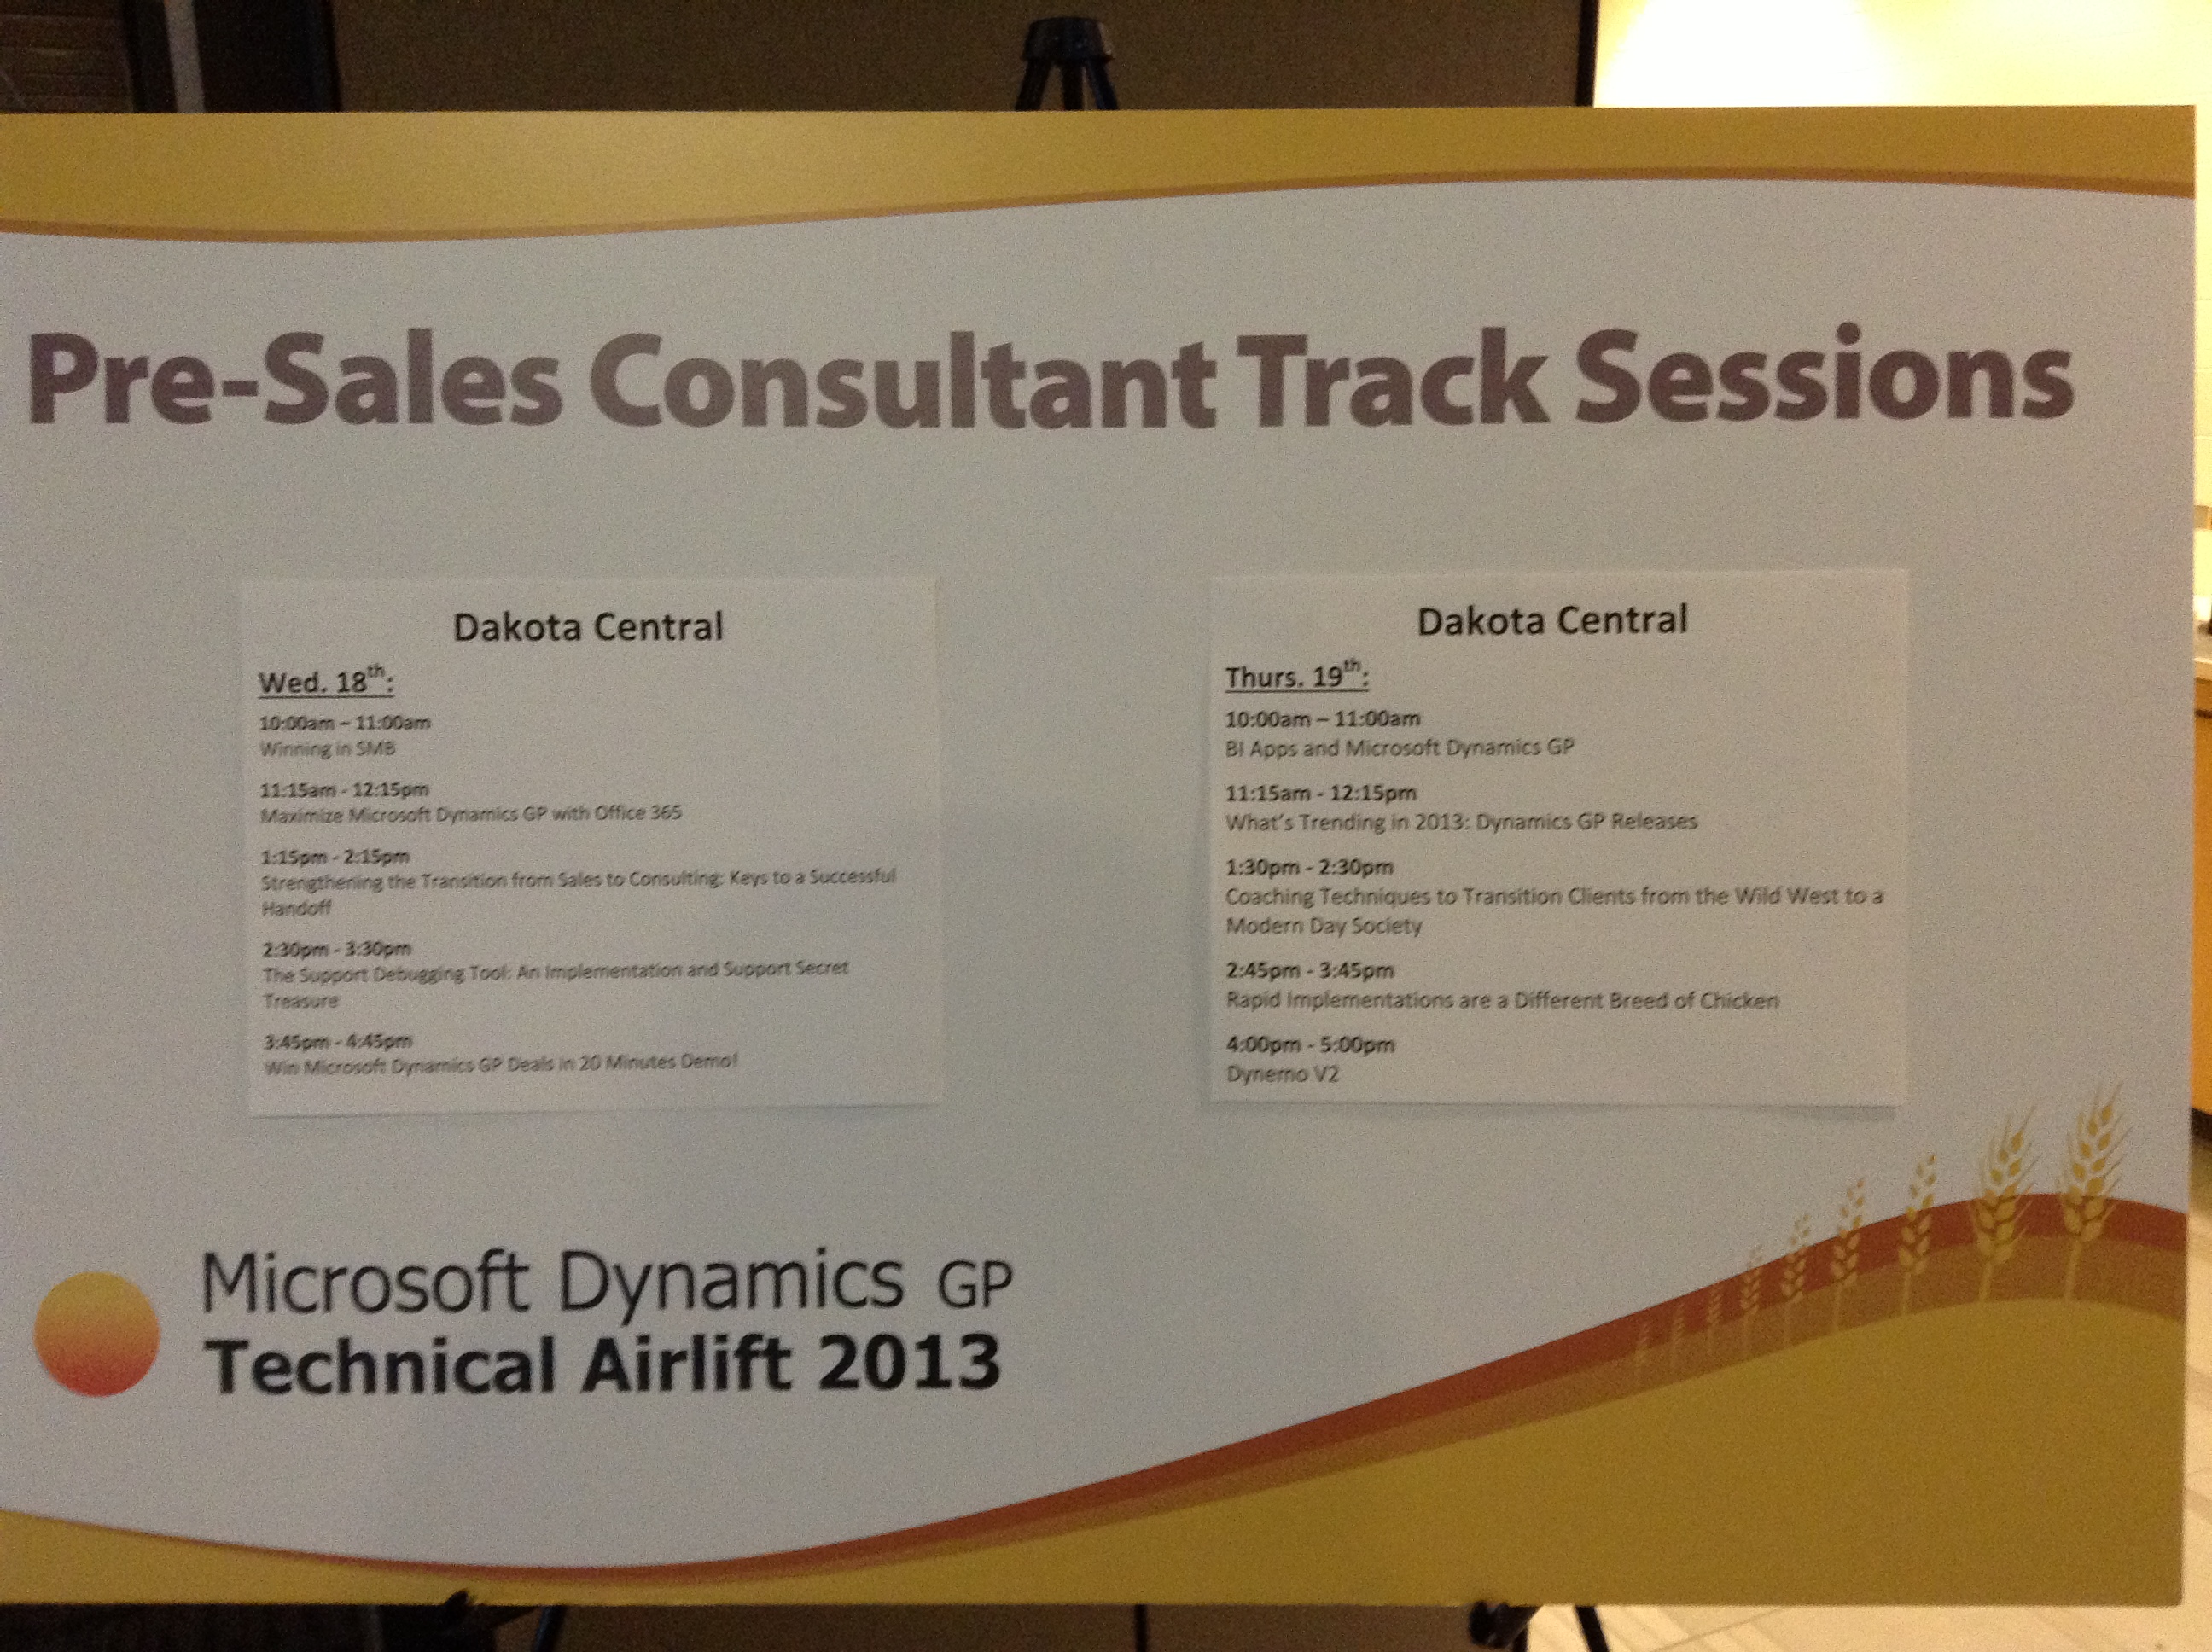 Pre-Sales Consultant Track Sessions
Dakota Central
Wed. 18th:
10:00am – 11:00am
Winning in SMB
11:15am - 12:15pm
Maximize Microsoft Dynamics GP with Office 365
1:15pm - 2:15pm
Strengthening the Transition from Sales to Consulting: Keys to a Successful
Handoff
2:30pm - 3:30pm
The Support Debugging Tool: An Implementation and Support Secret
Treasure
3:45pm - 4:45pm
Win Microsoft Dynamics GP Deals in 20 Minutes Demo!
Dakota Central
Thurs. 19th:
10:00am – 11:00am
BI Apps and Microsoft Dynamics GP
11:15am - 12:15pm
What's Trending in 2013: Dynamics GP Releases
1:30pm - 2:30pm
Coaching Techniques to Transition Clients from the Wild West to a
Modern Day Society
2:45pm - 3:45pm
Rapid Implementations are a Different Breed of Chicken
4:00pm - 5:00pm
Dynemo V2
Microsoft Dynamics GP
Technical Airlift 2013